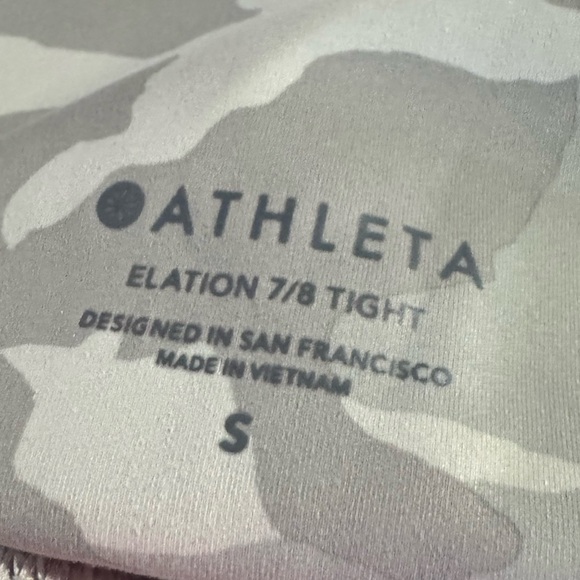 ATHLETA
ELATION 7/8 TIGHT
DESIGNED IN SAN FRANCISCO
MADE IN VIETNAM
S